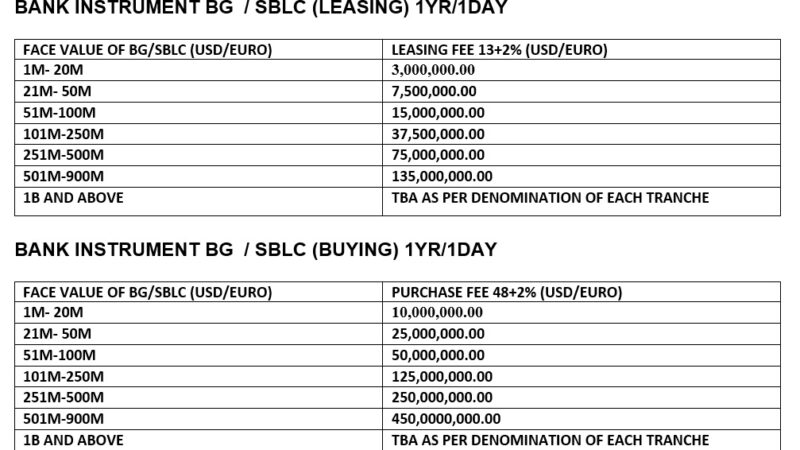 BANK INSTRUMENT BG / SBLC (LEASING) 1YR/1DAY
FACE VALUE OF BG/SBLC (USD/EURO) LEASING FEE 13+2% (USD/EURO)
1M- 20M 3,000,000.00
21M- 50M 7,500,000.00
51M-100M 15,000,000.00
101M-250M 37,500,000.00
251M-500M 75,000,000.00
501M-900M 135,000,000.00
1B AND ABOVE TBA AS PER DENOMINATION OF EACH TRANCHE
BANK INSTRUMENT BG / SBLC (BUYING) 1YR/1DAY
FACE VALUE OF BG/SBLC (USD/EURO) PURCHASE FEE 48+2% (USD/EURO)
1M- 20M 10,000,000.00
21M- 50M 25,000,000.00
51M-100M 50,000,000.00
101M-250M 125,000,000.00
251M-500M 250,000,000.00
501M-900M 450,0000,000.00
1B AND ABOVE TBA AS PER DENOMINATION OF EACH TRANCHE